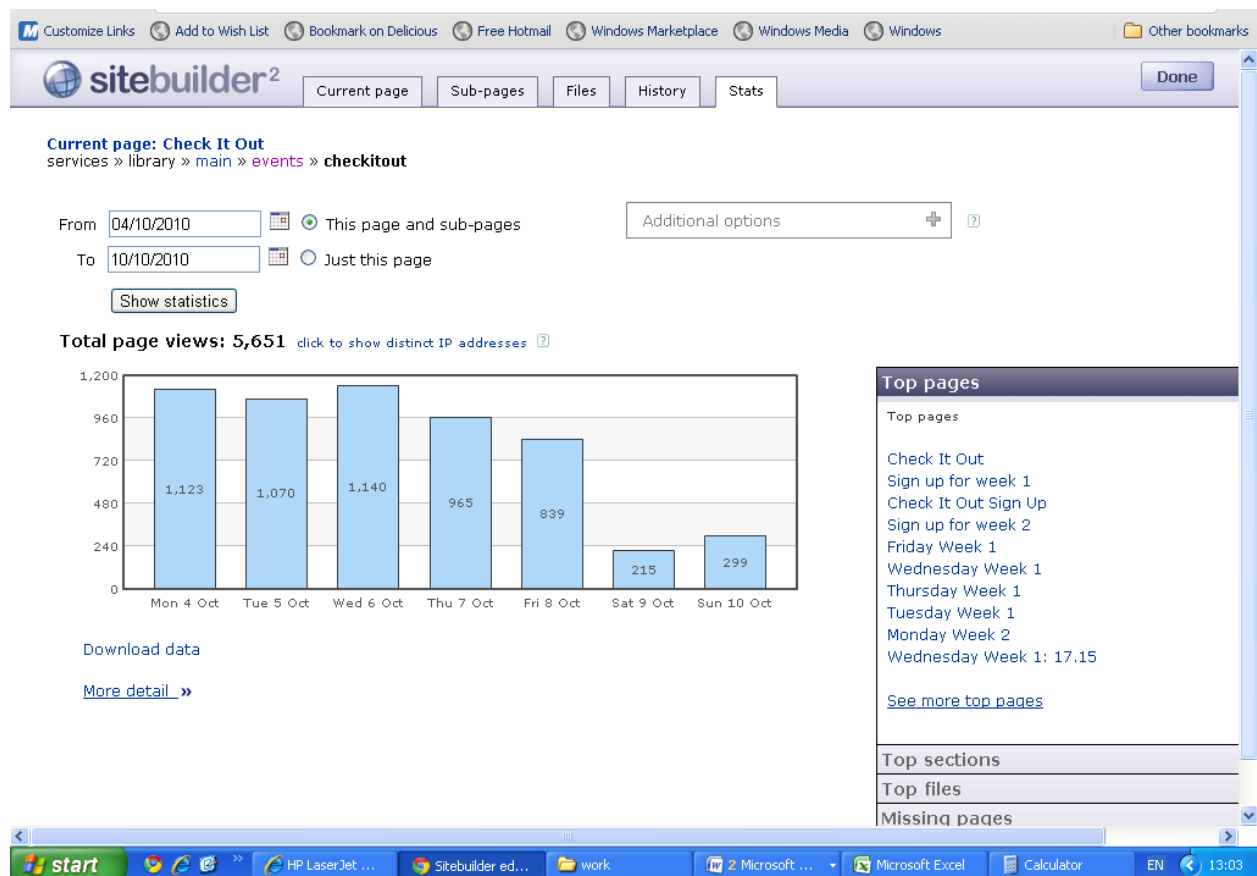 Customize Links Add to Wish List Bookmark on Delicious Free Hotmail Windows Marketplace Windows Media Windows Other bookmarks
sitebuilder2 Current page Sub-pages Files History Stats Done
Current page: Check It Out
services » library » main » events » checkitout
From 04/10/2010 This page and sub-pages Additional options ?
To 10/10/2010 Just this page
Show statistics
Total page views: 5,651 click to show distinct IP addresses ?
1,200
960
720
480
240
0
1,123 1,070 1,140 965 839 215 299
Mon 4 Oct Tue 5 Oct Wed 6 Oct Thu 7 Oct Fri 8 Oct Sat 9 Oct Sun 10 Oct
Download data
More detail »
Top pages
Top pages
Check It Out
Sign up for week 1
Check It Out Sign Up
Sign up for week 2
Friday Week 1
Wednesday Week 1
Thursday Week 1
Tuesday Week 1
Monday Week 2
Wednesday Week 1: 17.15
See more top pages
Top sections
Top files
Missing pages
start » HP LaserJet ... Sitebuilder ed... work 2 Microsoft ... Microsoft Excel Calculator EN 13:03